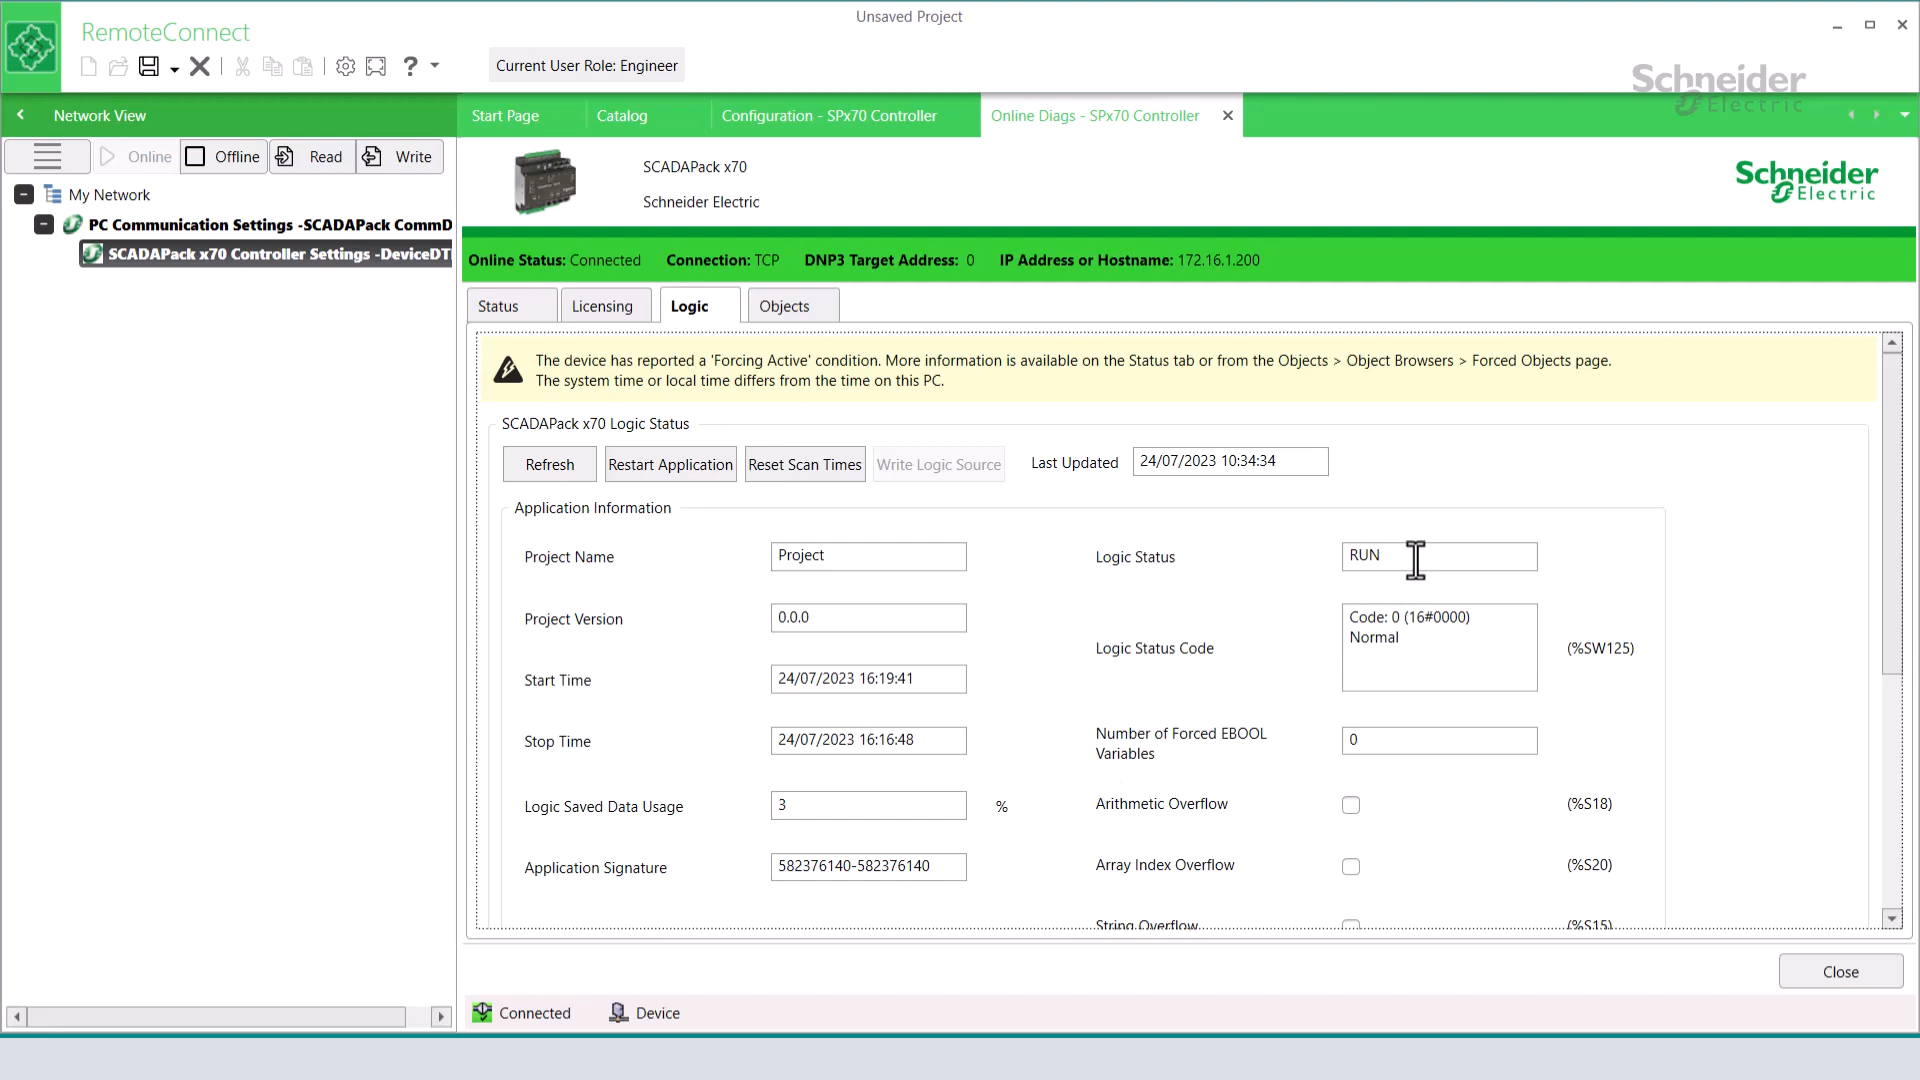 Unsaved Project
RemoteConnect
Current User Role: Engineer
Schneider
Electric
Network View
Start Page
Catalog
Configuration - SPx70 Controller
Online Diags - SPx70 Controller
Online
Offline
Read
Write
My Network
PC Communication Settings -SCADAPack CommD
SCADAPack x70 Controller Settings -DeviceDT
SCADAPack x70
Schneider Electric
Schneider
Electric
Online Status: Connected
Connection: TCP
DNP3 Target Address: 0
IP Address or Hostname: 172.16.1.200
Status
Licensing
Logic
Objects
The device has reported a 'Forcing Active' condition. More information is available on the Status tab or from the Objects > Object Browsers > Forced Objects page.
The system time or local time differs from the time on this PC.
SCADAPack x70 Logic Status
Refresh
Restart Application
Reset Scan Times
Write Logic Source
Last Updated
24/07/2023 10:34:34
Application Information
Project Name
Project
Logic Status
RUN
Project Version
0.0.0
Logic Status Code
Code: 0 (16#0000)
Normal
(%SW125)
Start Time
24/07/2023 16:19:41
Stop Time
24/07/2023 16:16:48
Number of Forced EBOOL
Variables
0
Logic Saved Data Usage
3
%
Arithmetic Overflow
(%S18)
Application Signature
582376140-582376140
Array Index Overflow
(%S20)
String Overflow
(%S15)
Close
Connected
Device